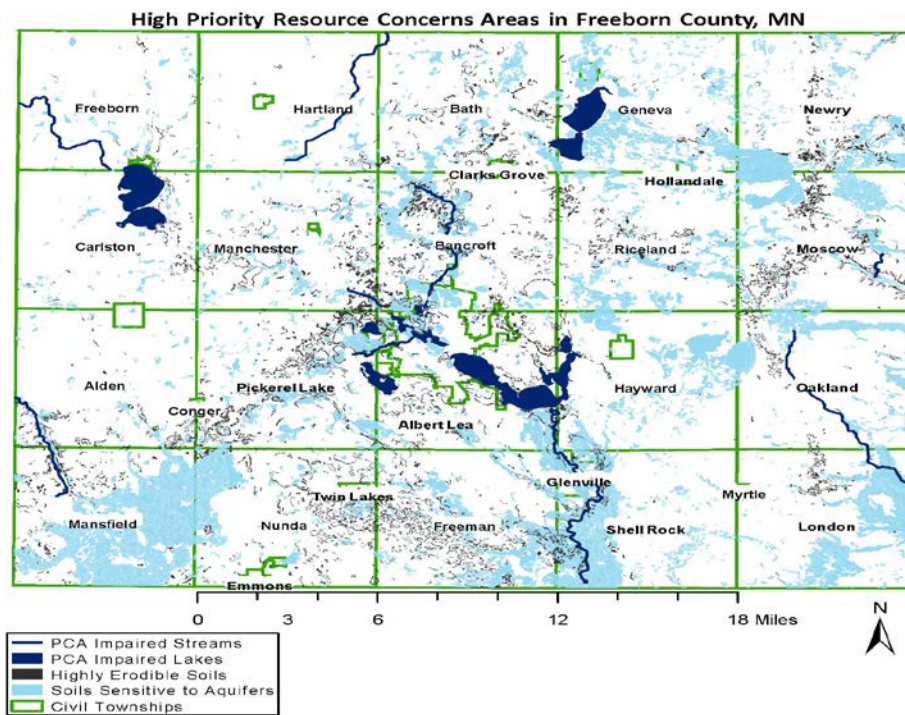 High Priority Resource Concerns Areas in Freeborn County, MN
Freeborn
Hartland
Bath
Geneva
Newry
Clarks Grove
Hollandale
Carlston
Manchester
Bancroft
Riceland
Moscow
Alden
Pickerel Lake
Hayward
Oakland
Conger
Albert Lea
Glenville
Myrtle
Twin Lakes
Mansfield
Nunda
Freeman
Shell Rock
London
Emmons
0 3 6 12 18 Miles
N
PCA Impaired Streams
PCA Impaired Lakes
Highly Erodible Soils
Soils Sensitive to Aquifers
Civil Townships